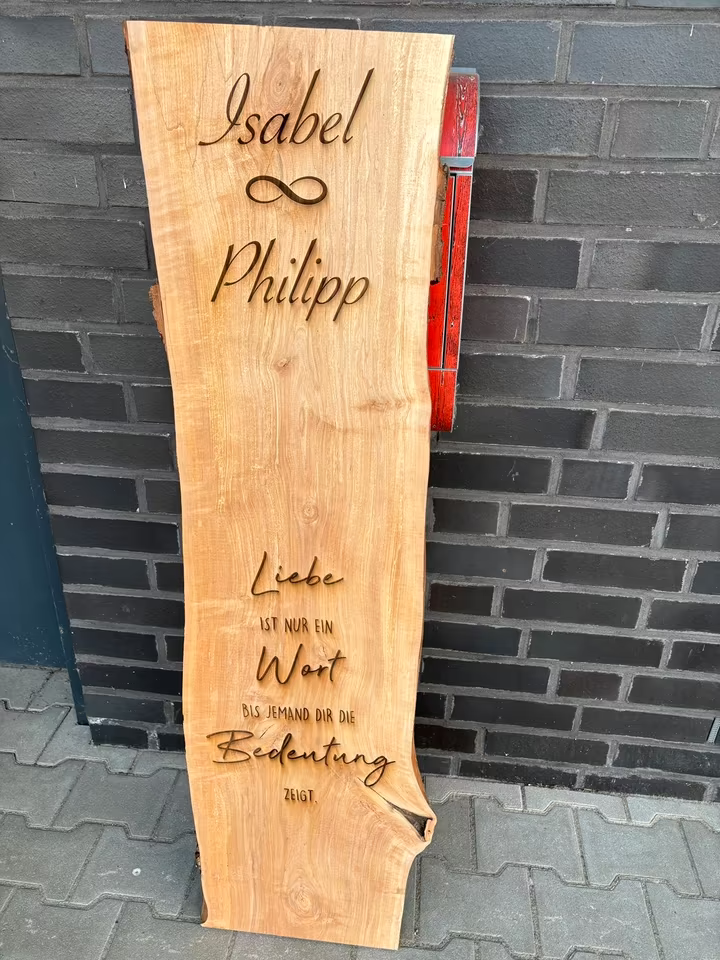 Isabel
∞
Philipp
Liebe
IST NUR EIN
Wort
BIS JEMAND DIR DIE
Bedeutung
ZEIGT.